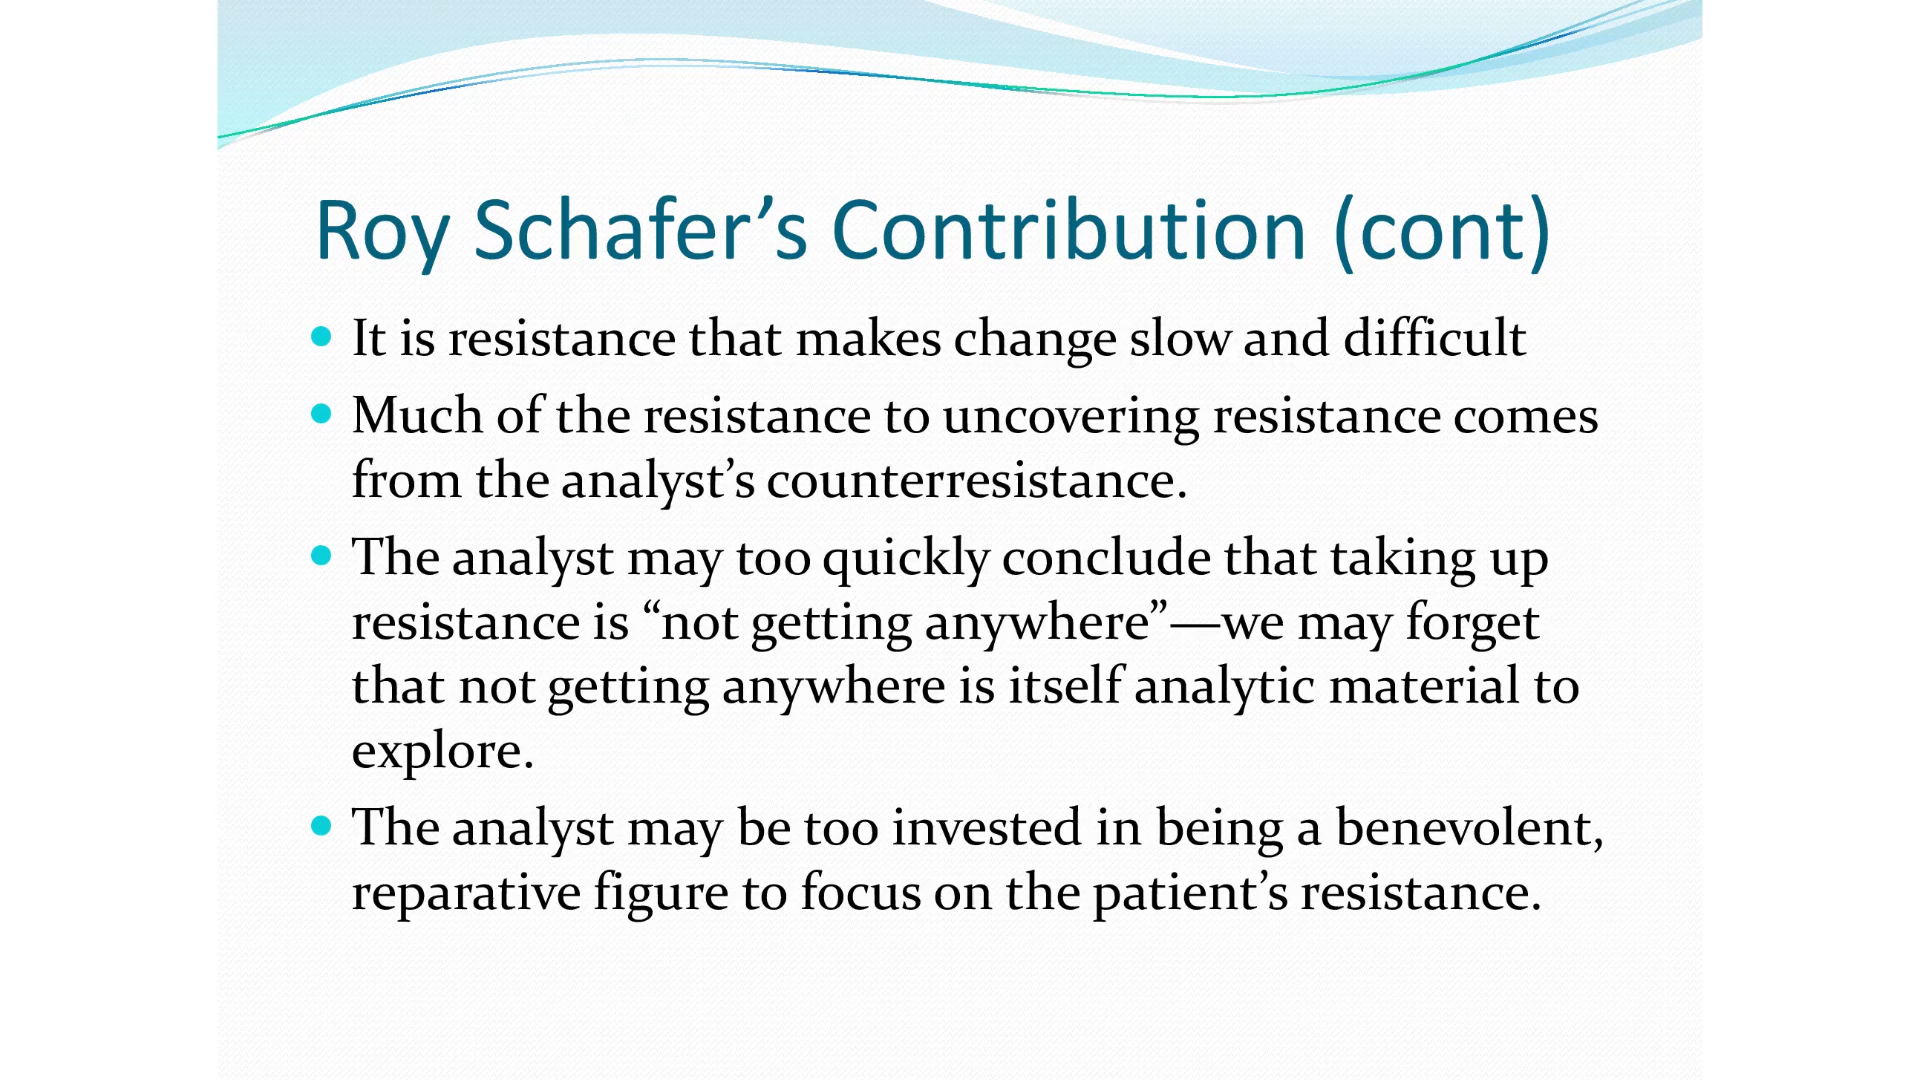 Roy Schafer’s Contribution (cont)
It is resistance that makes change slow and difficult
Much of the resistance to uncovering resistance comes
from the analyst’s counterresistance.
The analyst may too quickly conclude that taking up
resistance is “not getting anywhere”—we may forget
that not getting anywhere is itself analytic material to
explore.
The analyst may be too invested in being a benevolent,
reparative figure to focus on the patient’s resistance.